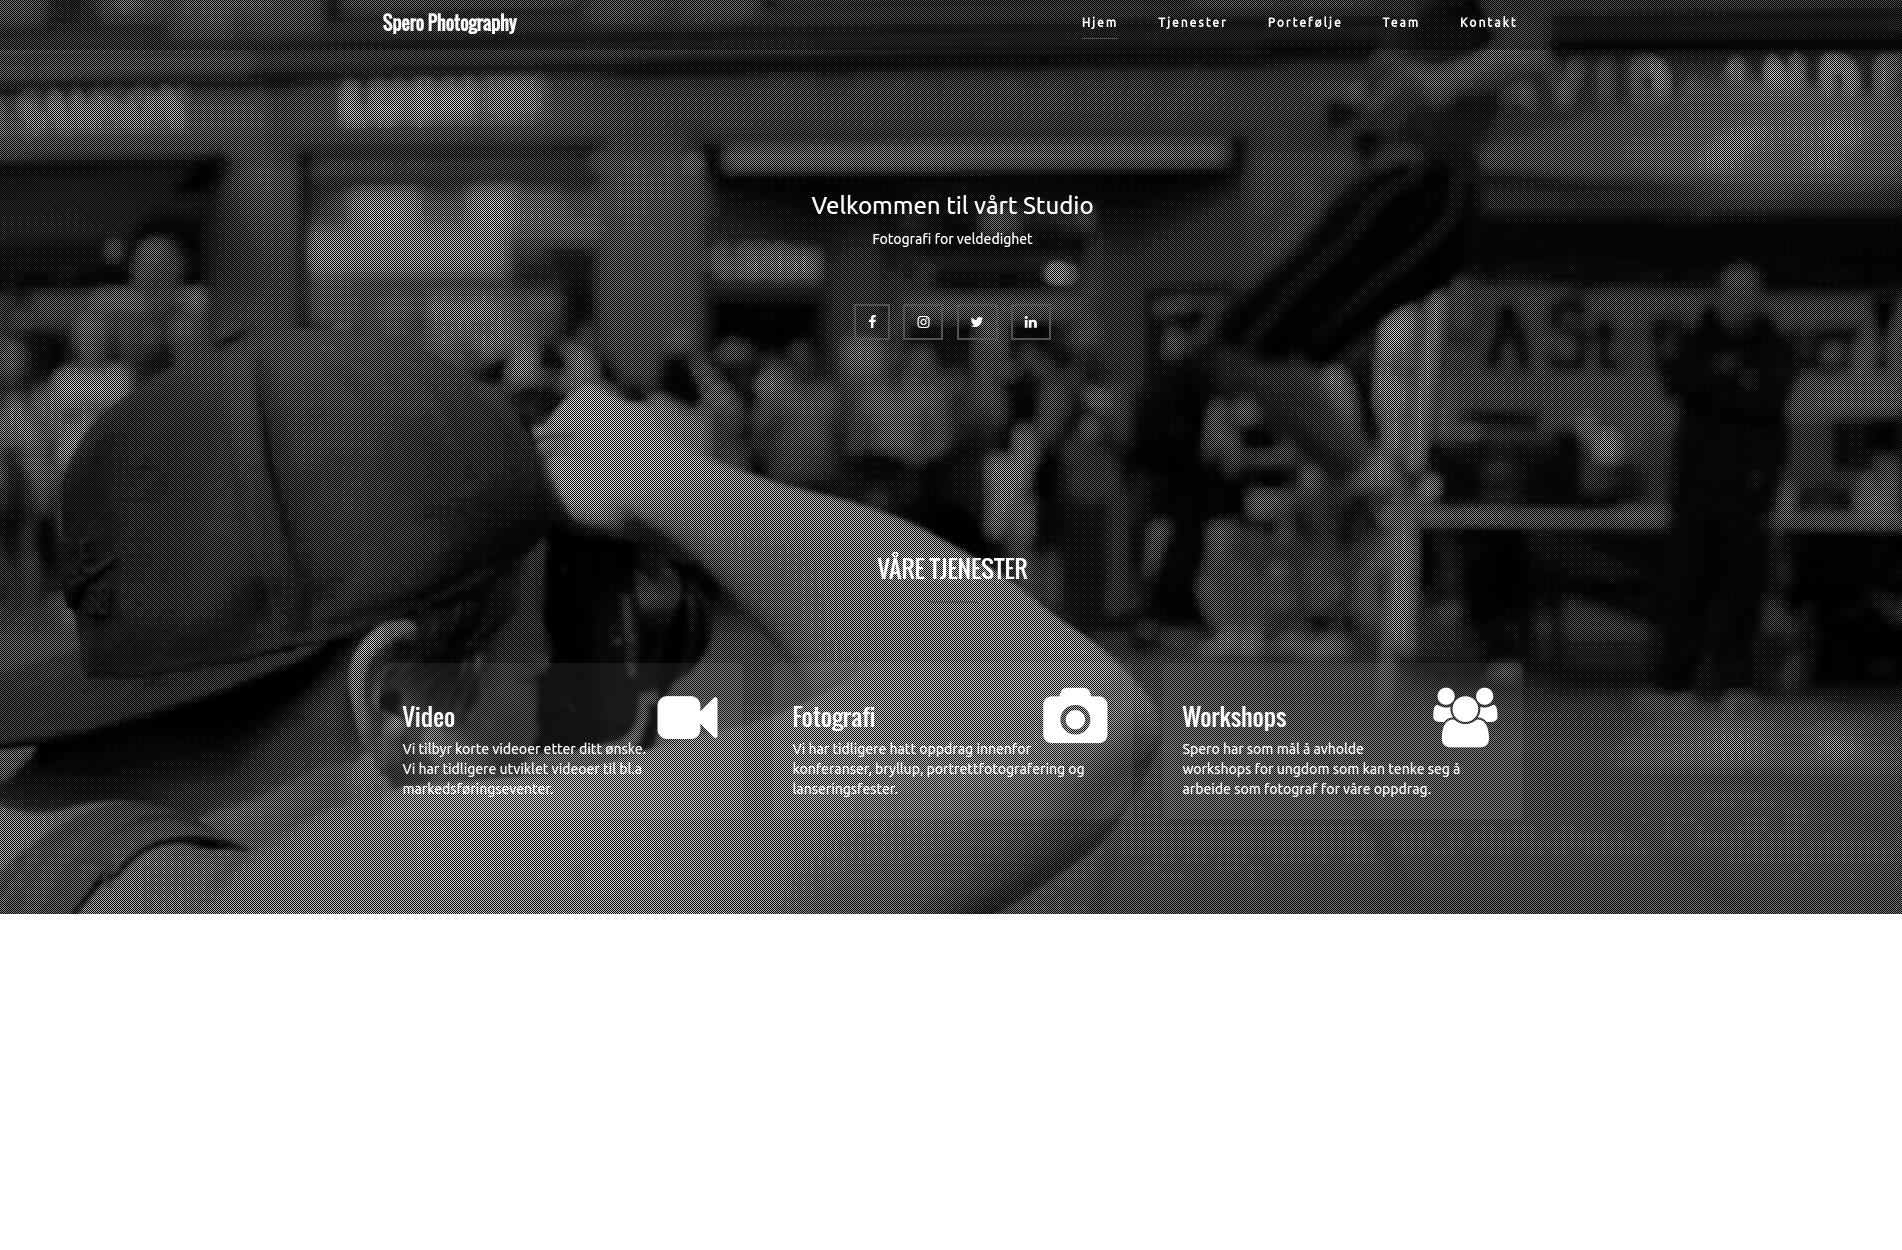 Spero Photography
Hjem Tjenester Portefølje Team Kontakt
Velkommen til vårt Studio
Fotografi for veldedighet
VÅRE TJENESTER
Video
Vi tilbyr korte videoer etter ditt ønske.
Vi har tidligere utviklet videoer til bl.a
markedsføringseventer.
Fotografi
Vi har tidligere hatt oppdrag innenfor
konferanser, bryllup, portrettfotografering og
lanseringsfester.
Workshops
Spero har som mål å avholde
workshops for ungdom som kan tenke seg å
arbeide som fotograf for våre oppdrag.